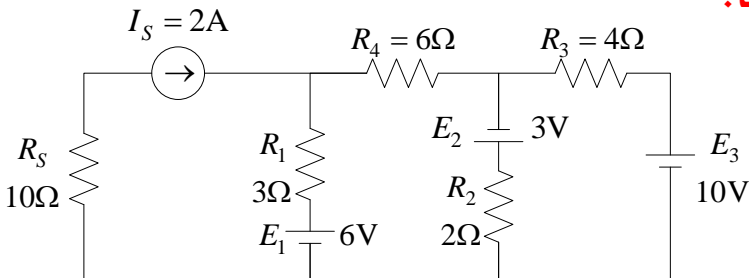 I_S = 2A
R_4 = 6Ω
R_3 = 4Ω
R_S
10Ω
R_1
3Ω
E_1
6V
E_2
3V
R_2
2Ω
E_3
10V